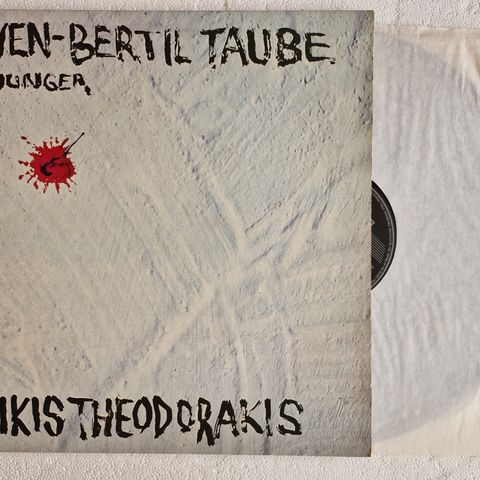 VEN-BERTIL TAUBE
JUNGER
IKIS THEODORAKIS